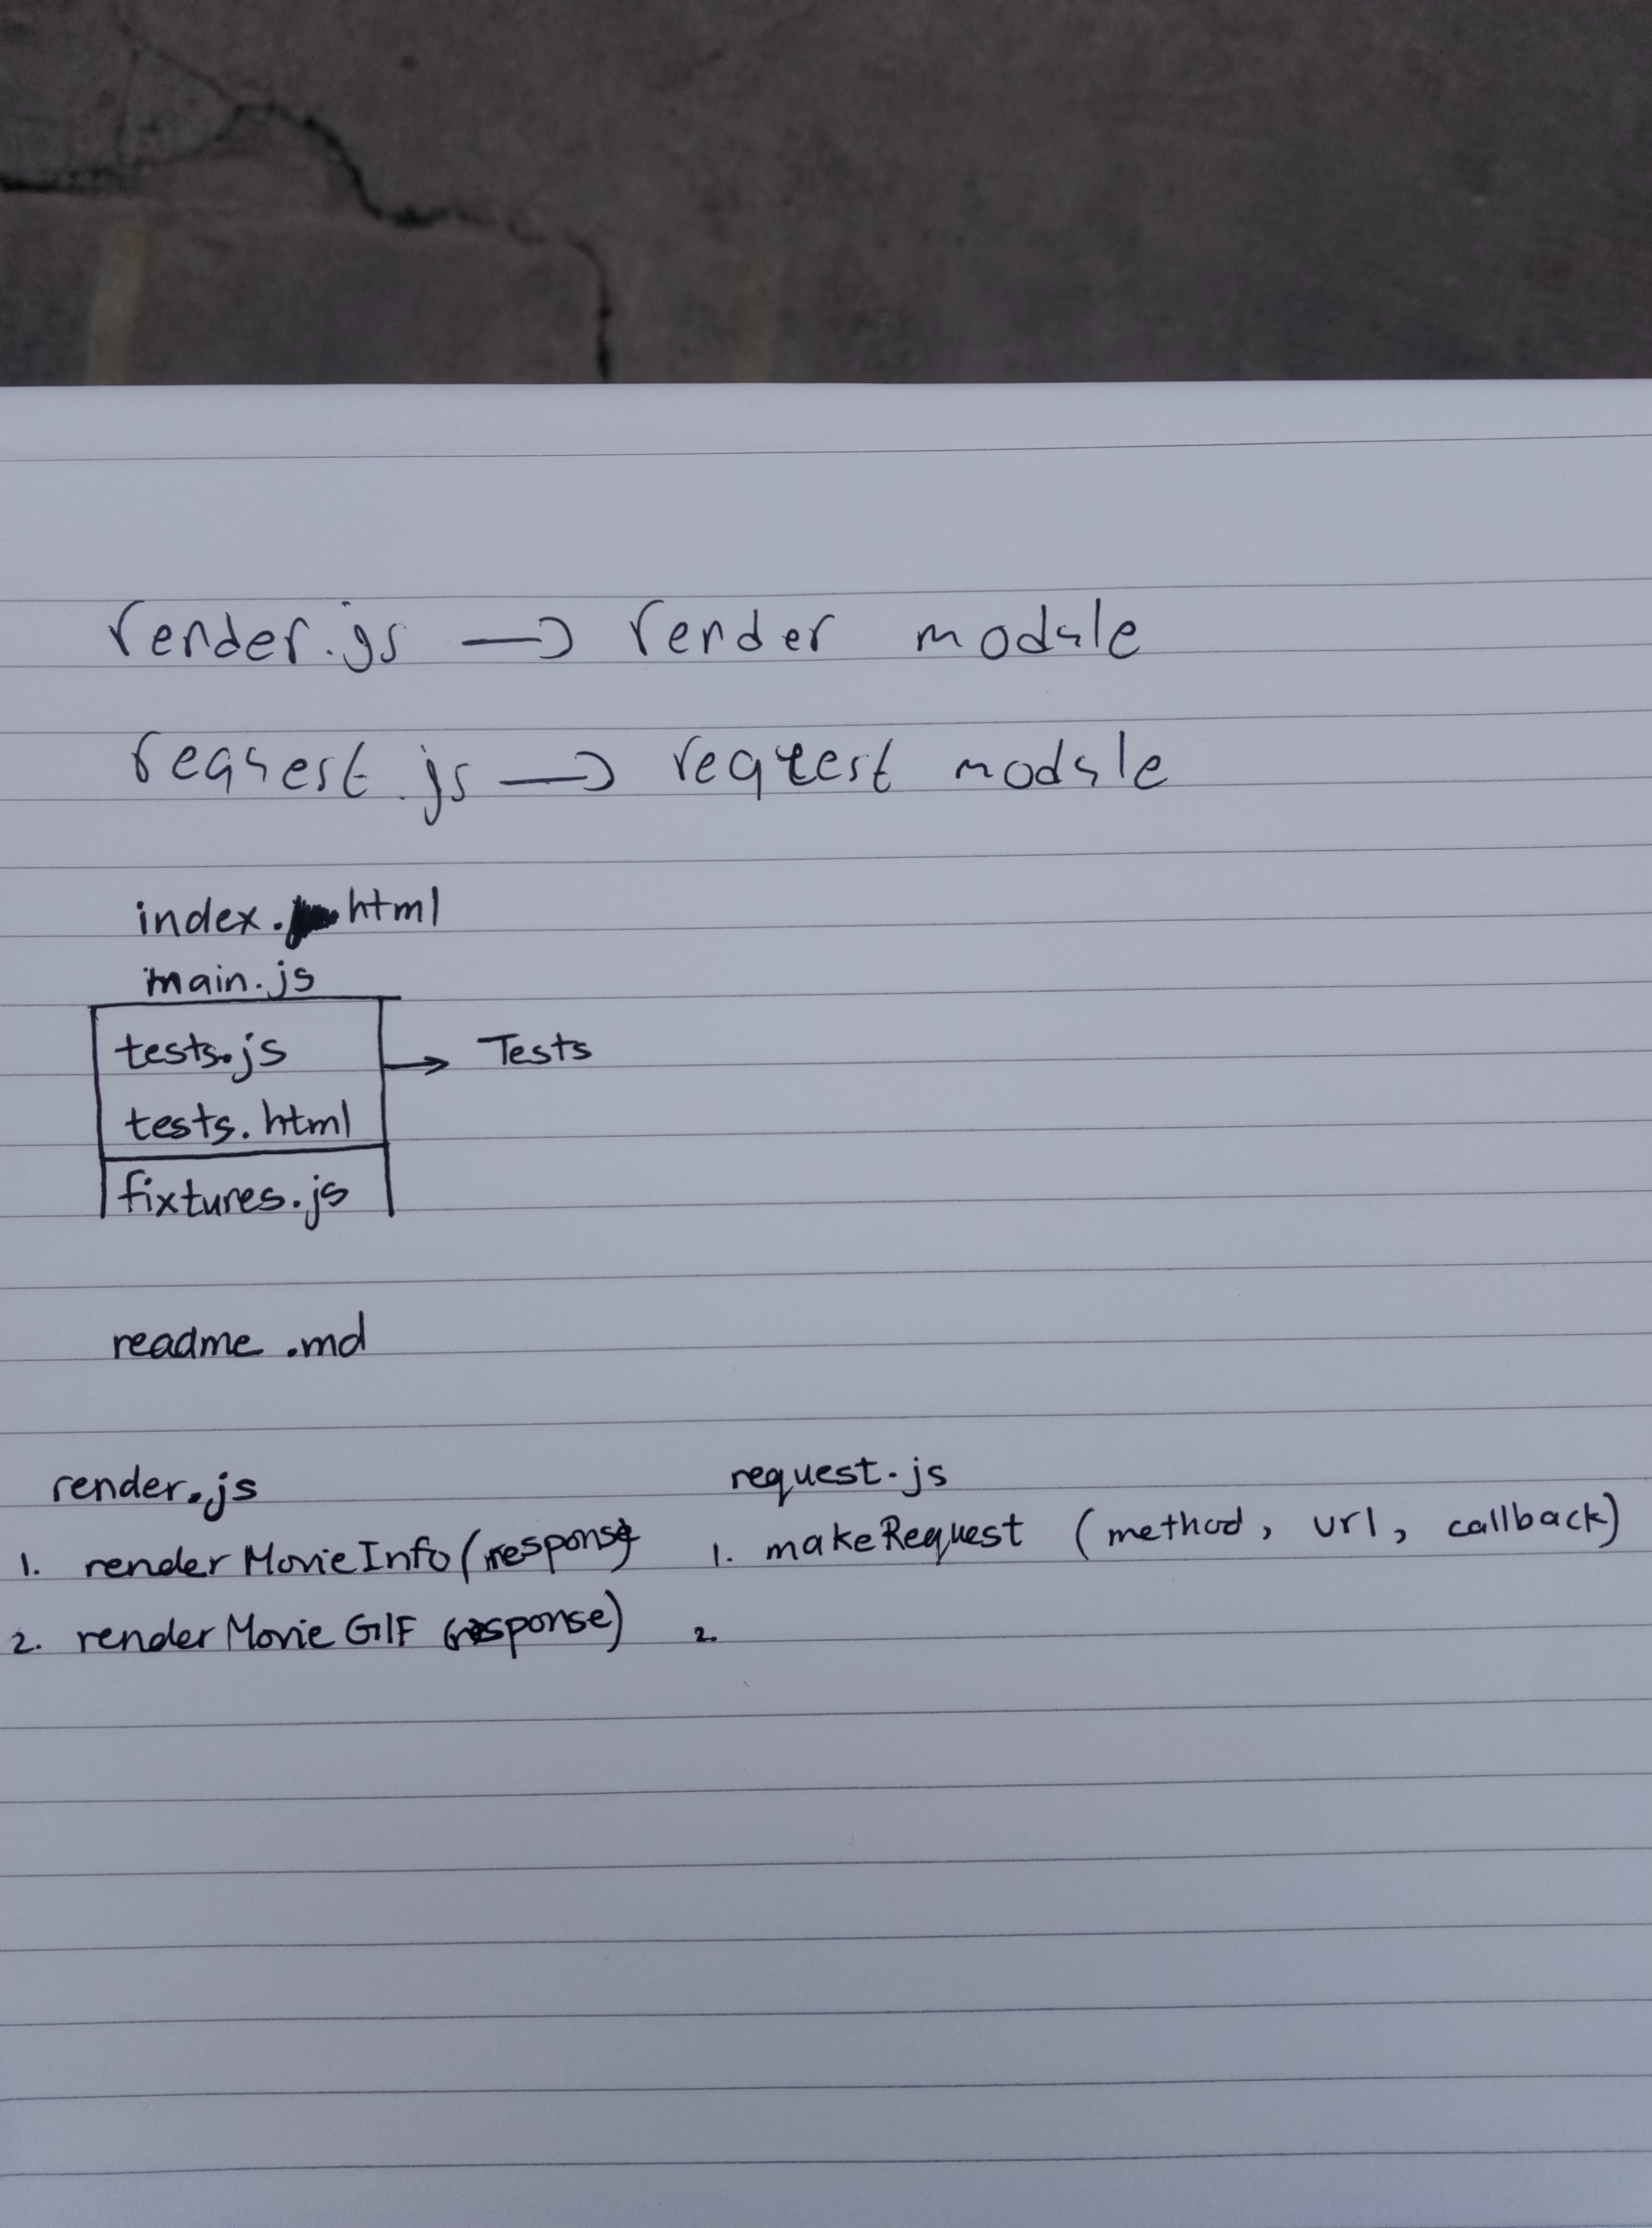 render.js → render module
request.js → request module
index.html
main.js
tests.js → Tests
tests.html
fixtures.js
readme.md
render.js
1. renderMovieInfo(response)
2. renderMovieGIF (response)
request.js
1. makeRequest (method, url, callback)
2.